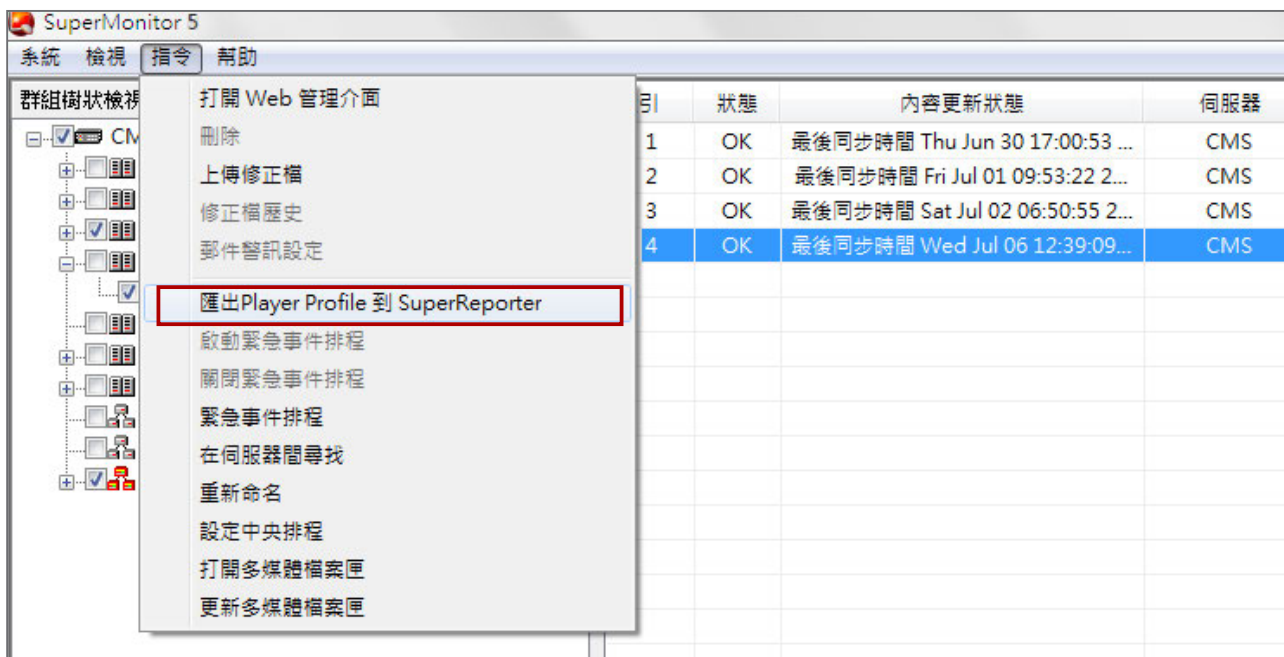 SuperMonitor 5
系統 檢視 指令 幫助
群組樹狀檢視
引 狀態 內容更新狀態 伺服器
CM
1 OK 最後同步時間 Thu Jun 30 17:00:53 ... CMS
2 OK 最後同步時間 Fri Jul 01 09:53:22 2... CMS
3 OK 最後同步時間 Sat Jul 02 06:50:55 2... CMS
4 OK 最後同步時間 Wed Jul 06 12:39:09... CMS
打開 Web 管理介面
刪除
上傳修正檔
修正檔歷史
郵件警訊設定
匯出Player Profile 到 SuperReporter
啟動緊急事件排程
關閉緊急事件排程
緊急事件排程
在伺服器間尋找
重新命名
設定中央排程
打開多媒體檔案匣
更新多媒體檔案匣